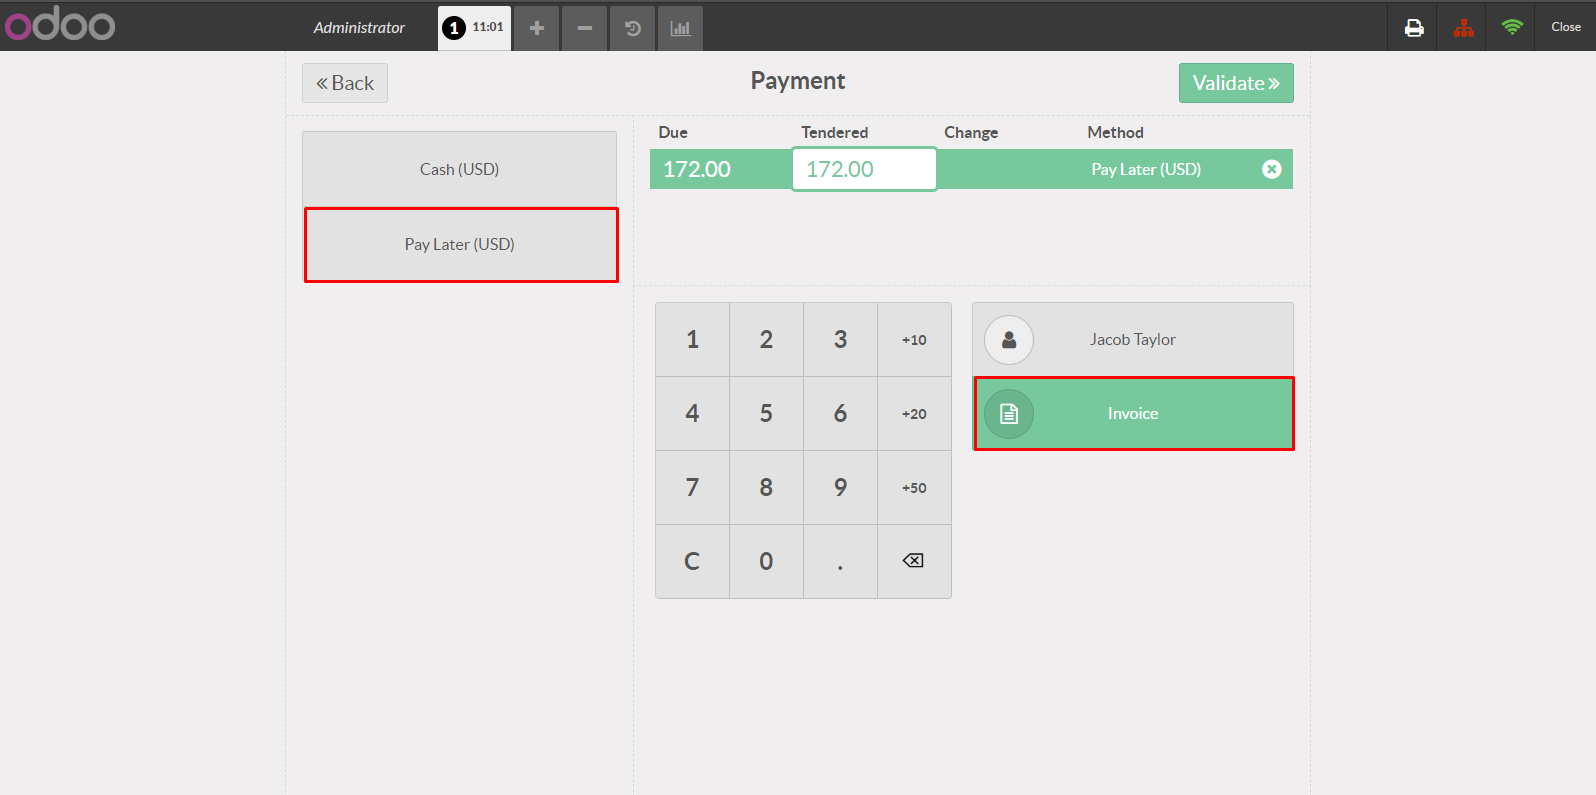 odoo
Administrator
1 11:01
Close
Back
Payment
Validate
Due Tendered Change Method
172.00 172.00 Pay Later (USD)
Cash (USD)
Pay Later (USD)
1 2 3 +10
4 5 6 +20
7 8 9 +50
C 0 .
Jacob Taylor
Invoice